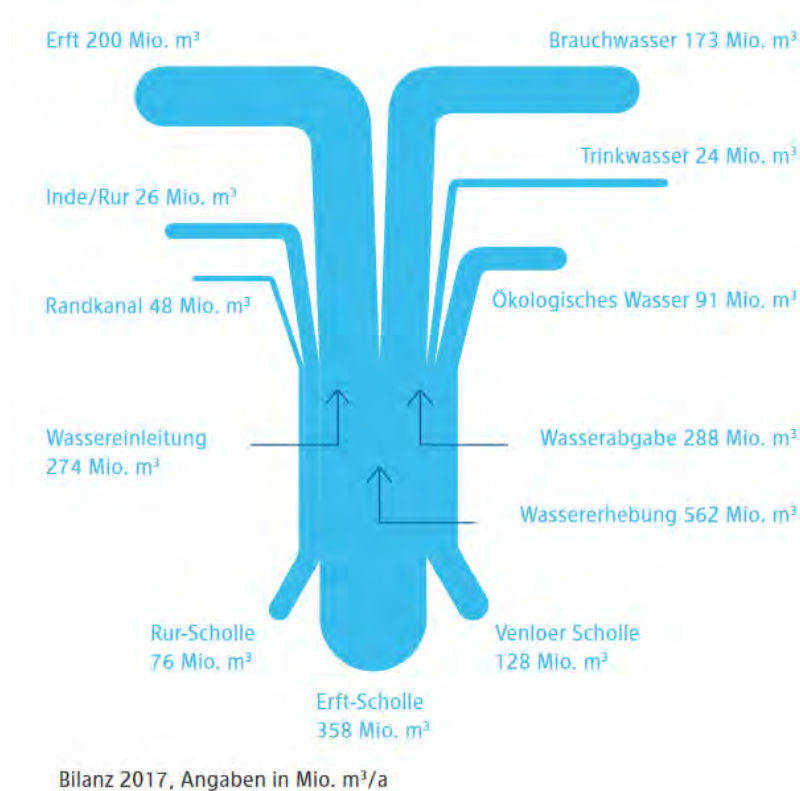 Erft 200 Mio. m³
Brauchwasser 173 Mio. m³
Trinkwasser 24 Mio. m³
Inde/Rur 26 Mio. m³
Randkanal 48 Mio. m³
Ökologisches Wasser 91 Mio. m³
Wassereinleitung
274 Mio. m³
Wasserabgabe 288 Mio. m³
Wassererhebung 562 Mio. m³
Rur-Scholle
76 Mio. m³
Venloer Scholle
128 Mio. m³
Erft-Scholle
358 Mio. m³
Bilanz 2017, Angaben in Mio. m³/a